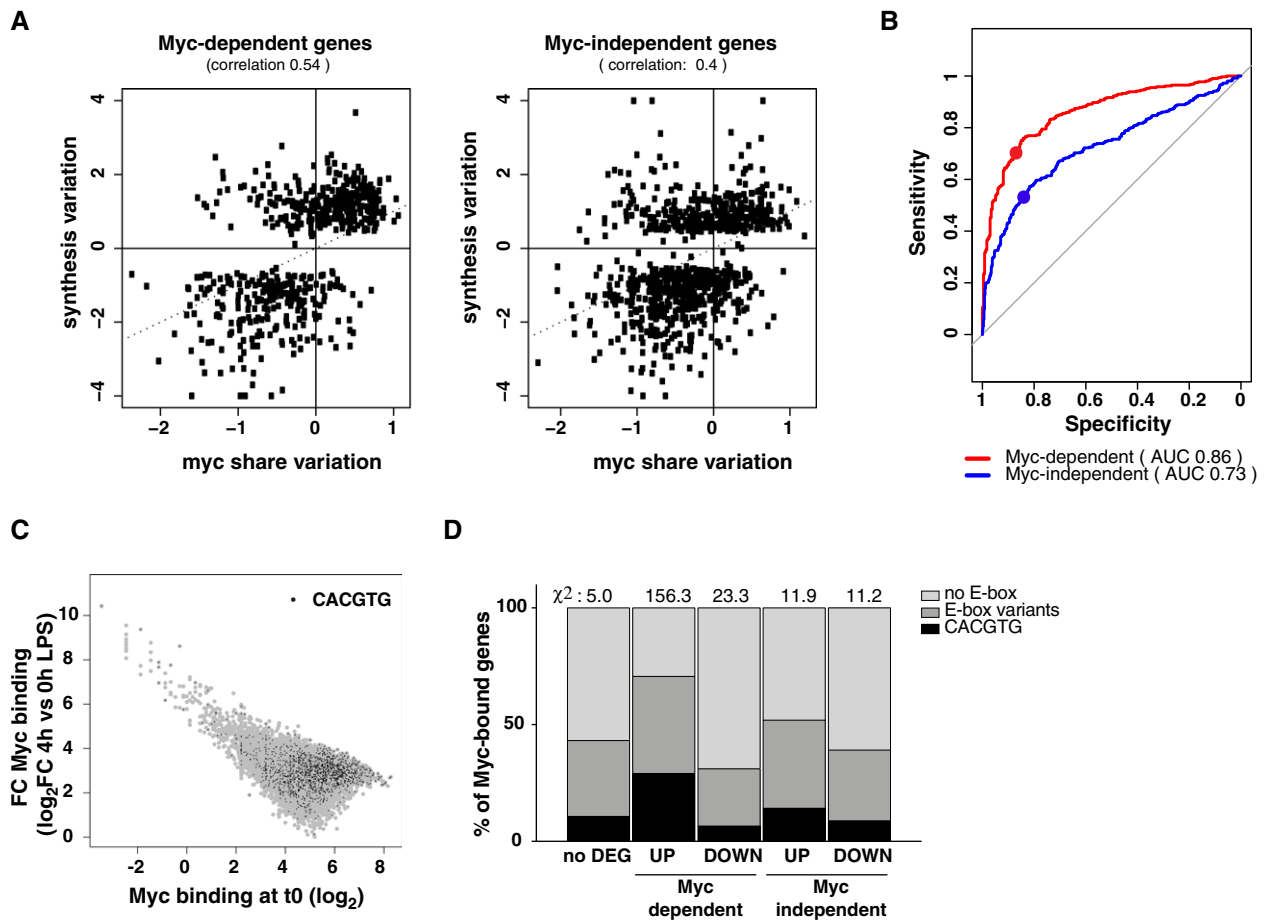 A
Myc-dependent genes
(correlation 0.54 )
synthesis variation
4
2
0
−2
−4
−2
−1
0
1
myc share variation
Myc-independent genes
( correlation: 0.4 )
synthesis variation
4
2
0
−2
−4
−2
−1
0
1
myc share variation
B
Sensitivity
1
0.8
0.6
0.4
0.2
0
1
0.8
0.6
0.4
0.2
0
Specificity
Myc-dependent ( AUC 0.86 )
Myc-independent ( AUC 0.73 )
C
FC Myc binding
(log2FC 4h vs 0h LPS)
10
8
6
4
2
0
CACGTG
-2
0
2
4
6
8
Myc binding at t0 (log2)
D
% of Myc-bound genes
100
50
0
χ2 : 5.0 156.3 23.3 11.9 11.2
no E-box
E-box variants
CACGTG
no DEG UP DOWN UP DOWN
Myc
dependent
Myc
independent